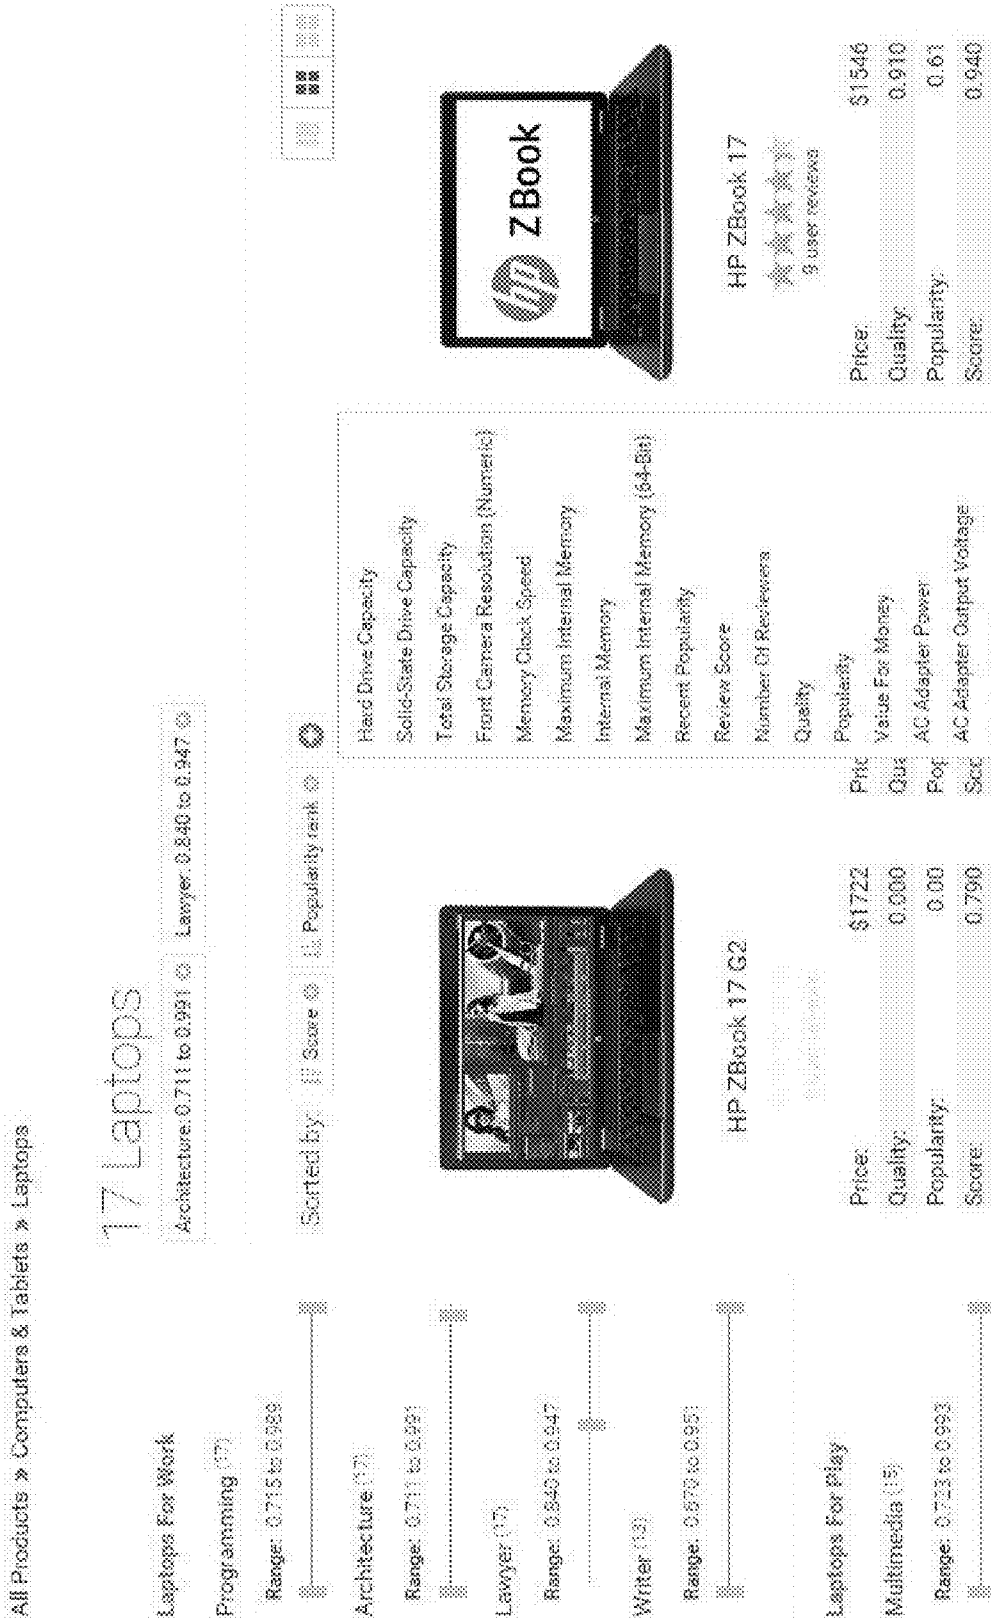 All Products » Computers & Tablets » Laptops
Laptops For Work
Programming (17)
Range: 0.715 to 0.989
Architecture (17)
Range: 0.711 to 0.991
Lawyer (17)
Range: 0.840 to 0.947
Writer (12)
Range: 0.670 to 0.951
Laptops For Play
Multimedia (15)
Range: 0.723 to 0.993
17 Laptops
Architecture: 0.711 to 0.991 Lawyer: 0.840 to 0.947
Sorted by: Score Popularity rank
HP ZBook 17 G2
Price: $1722
Quality: 0.000
Popularity: 0.00
Score: 0.790
Hard Drive Capacity
Solid-State Drive Capacity
Total Storage Capacity
Front Camera Resolution (Numeric)
Memory Clock Speed
Maximum Internal Memory
Internal Memory
Maximum Internal Memory (64-Bit)
Recent Popularity
Review Score
Number Of Reviewers
Quality
Popularity
Value For Money
AC Adapter Power
AC Adapter Output Voltage
Pric
Qua
Pop
Sco
hp ZBook
HP ZBook 17
9 user reviews
Price: $1546
Quality: 0.910
Popularity: 0.61
Score: 0.940